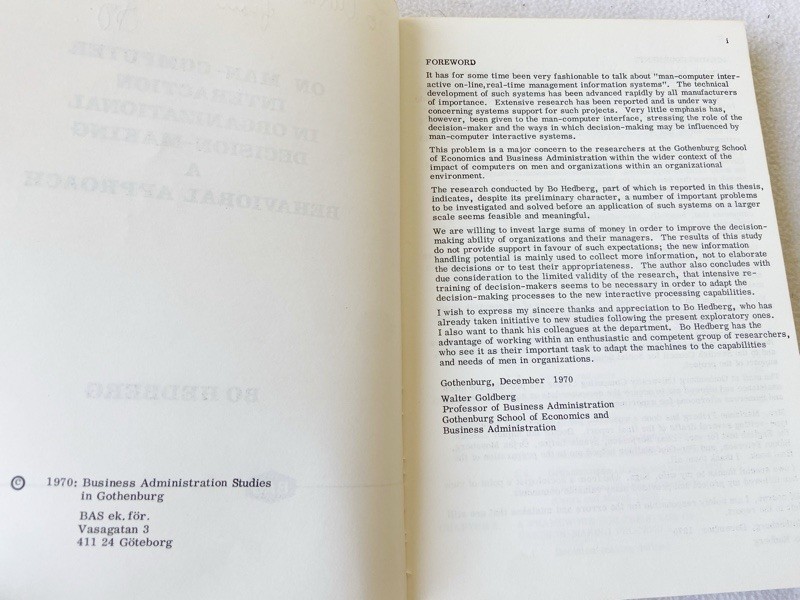 ON MAN-COMPUTER
INTERACTION
IN ORGANIZATIONAL
DECISION MAKING
A
BEHAVIORAL APPROACH
BO HEDBERG
© 1970: Business Administration Studies
in Gothenburg
BAS ek. för.
Vasagatan 3
411 24 Göteborg
i
FOREWORD
It has for some time been very fashionable to talk about "man-computer inter-
active on-line,real-time management information systems". The technical
development of such systems has been advanced rapidly by all manufacturers
of importance. Extensive research has been reported and is under way
concerning systems support for such projects. Very little emphasis has,
however, been given to the man-computer interface, stressing the role of the
decision-maker and the ways in which decision-making may be influenced by
man-computer interactive systems.
This problem is a major concern to the researchers at the Gothenburg School
of Economics and Business Administration within the wider context of the
impact of computers on men and organizations within an organizational
environment.
The research conducted by Bo Hedberg, part of which is reported in this thesis,
indicates, despite its preliminary character, a number of important problems
to be investigated and solved before an application of such systems on a larger
scale seems feasible and meaningful.
We are willing to invest large sums of money in order to improve the decision-
making ability of organizations and their managers. The results of this study
do not provide support in favour of such expectations; the new information
handling potential is mainly used to collect more information, not to elaborate
the decisions or to test their appropriateness. The author also concludes with
due consideration to the limited validity of the research, that intensive re-
training of decision-makers seems to be necessary in order to adapt the
decision-making processes to the new interactive processing capabilities.
I wish to express my sincere thanks and appreciation to Bo Hedberg, who has
already taken initiative to new studies following the present exploratory ones.
I also want to thank his colleagues at the department. Bo Hedberg has the
advantage of working within an enthusiastic and competent group of researchers,
who see it as their important task to adapt the machines to the capabilities
and needs of men in organizations.
Gothenburg, December 1970
Walter Goldberg
Professor of Business Administration
Gothenburg School of Economics and
Business Administration